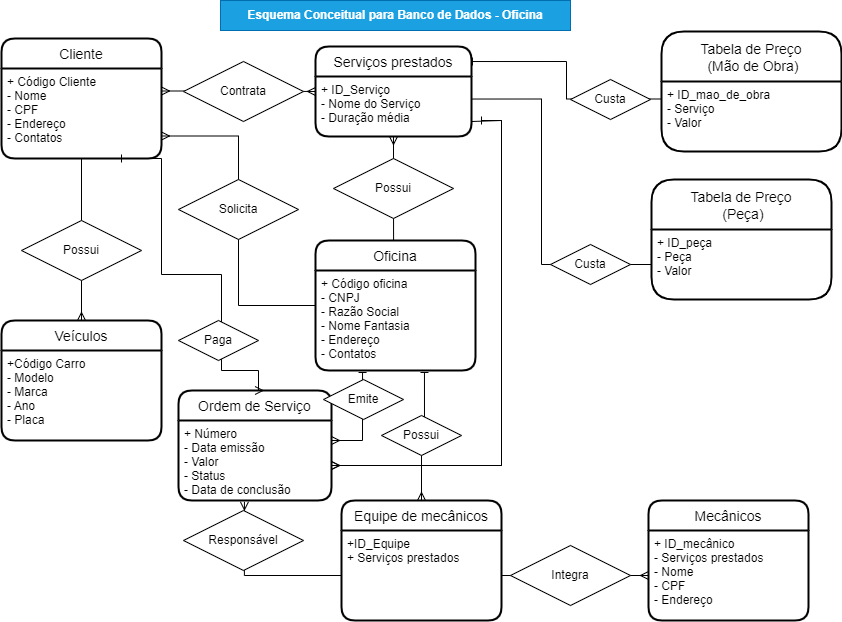 Esquema Conceitual para Banco de Dados - Oficina
Cliente
+ Código Cliente
- Nome
- CPF
- Endereço
- Contatos
Contrata
Serviços prestados
+ ID_Serviço
- Nome do Serviço
- Duração média
Custa
Tabela de Preço
(Mão de Obra)
+ ID_mao_de_obra
- Serviço
- Valor
Solicita
Possui
Possui
Custa
Tabela de Preço
(Peça)
+ ID_peça
- Peça
- Valor
Oficina
+ Código oficina
- CNPJ
- Razão Social
- Nome Fantasia
- Endereço
- Contatos
Veículos
+Código Carro
- Modelo
- Marca
- Ano
- Placa
Paga
Ordem de Serviço
+ Número
- Data emissão
- Valor
- Status
- Data de conclusão
Emite
Possui
Responsável
Equipe de mecânicos
+ID_Equipe
+ Serviços prestados
Integra
Mecânicos
+ ID_mecânico
- Serviços prestados
- Nome
- CPF
- Endereço